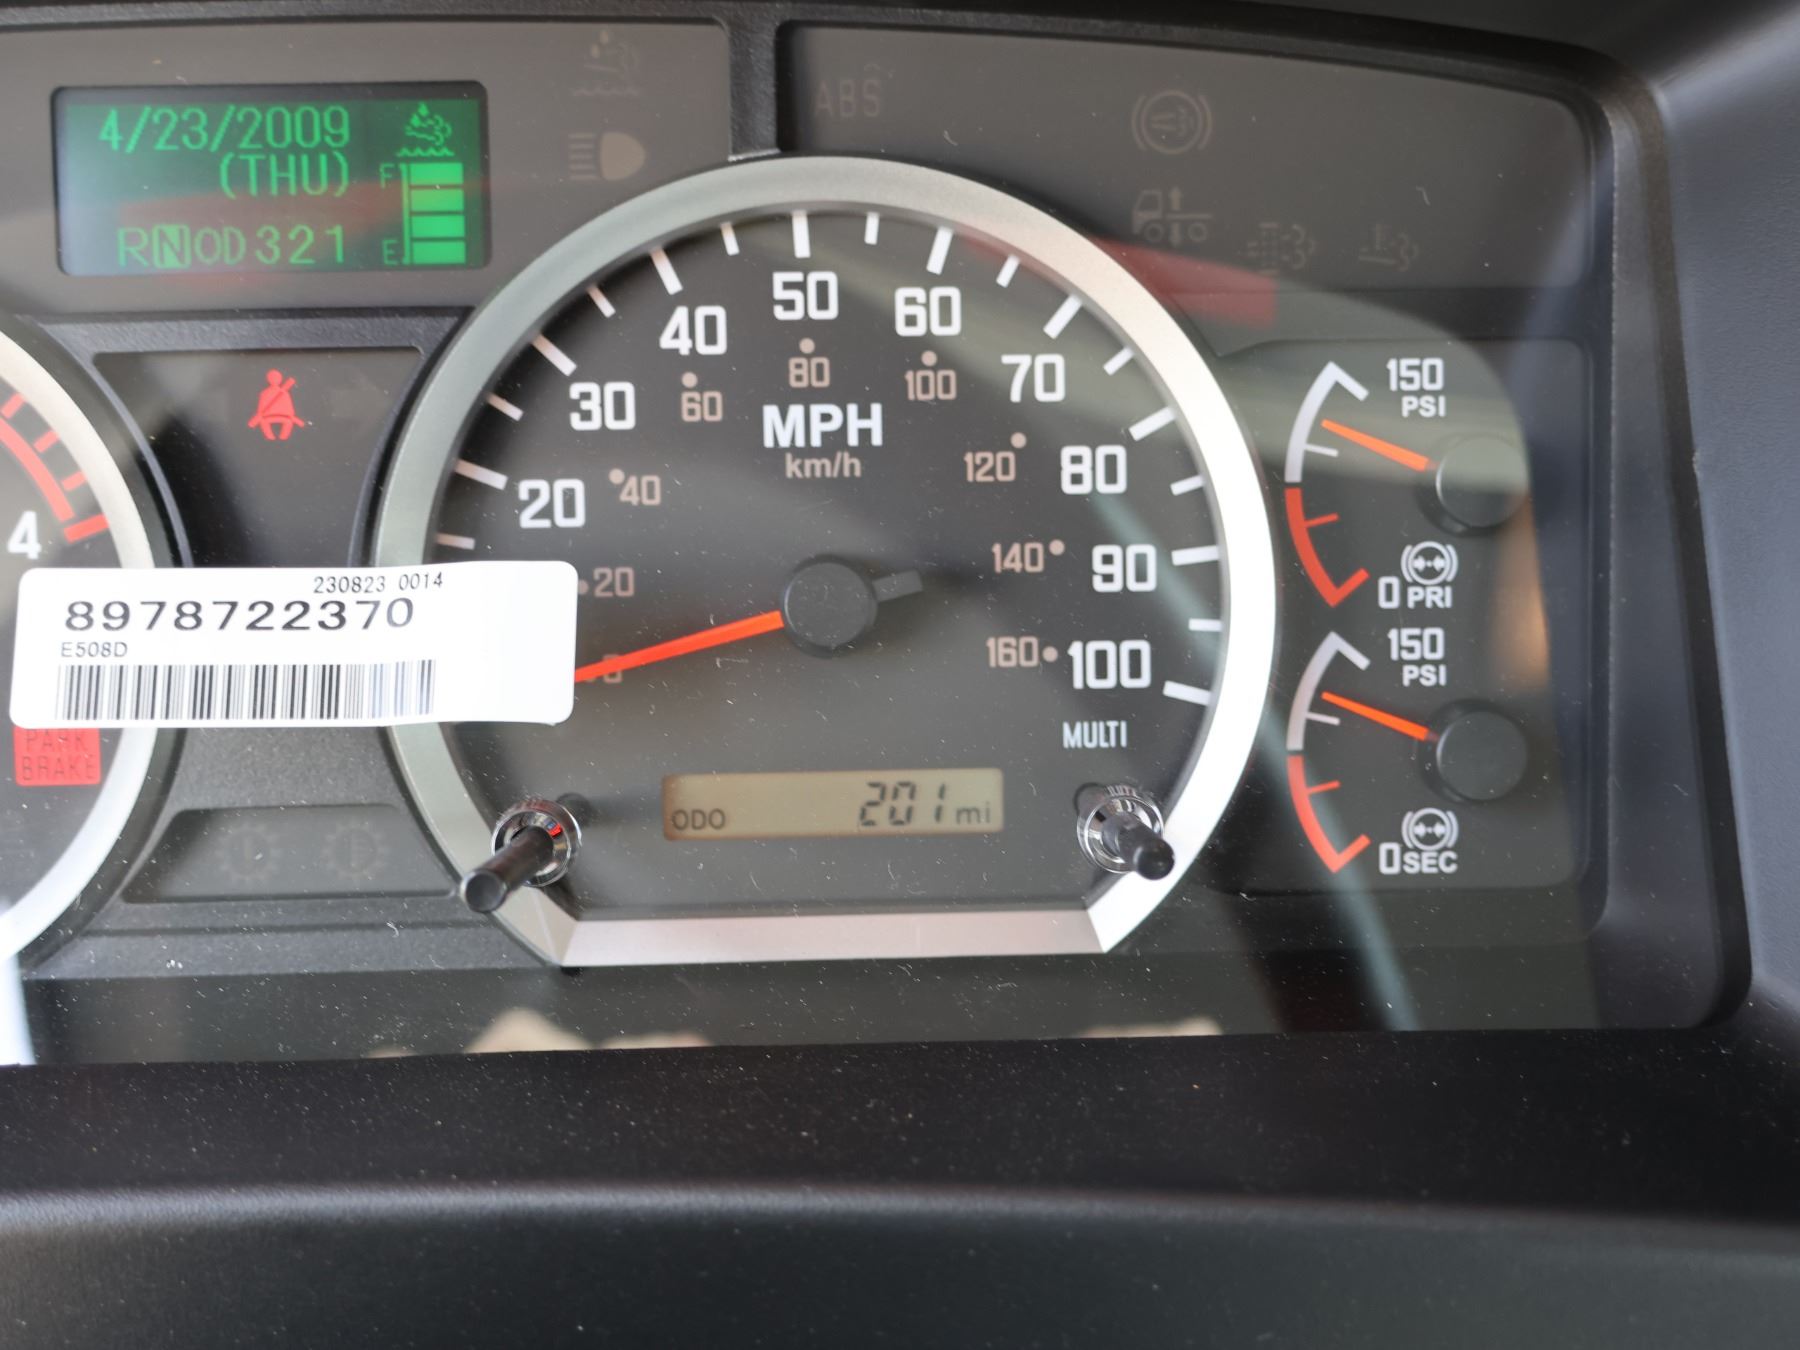 4/23/2009
(THU)
F
E
RNOD321
ABS
50
40
60
80
60
100
30
70
MPH
km/h
20
40
120
80
4
20
140
90
0
160
100
MULTI
230823 0014
8978722370
E508D
PARK
BRAKE
ODO 201 mi
150
PSI
0 PRI
150
PSI
0 SEC